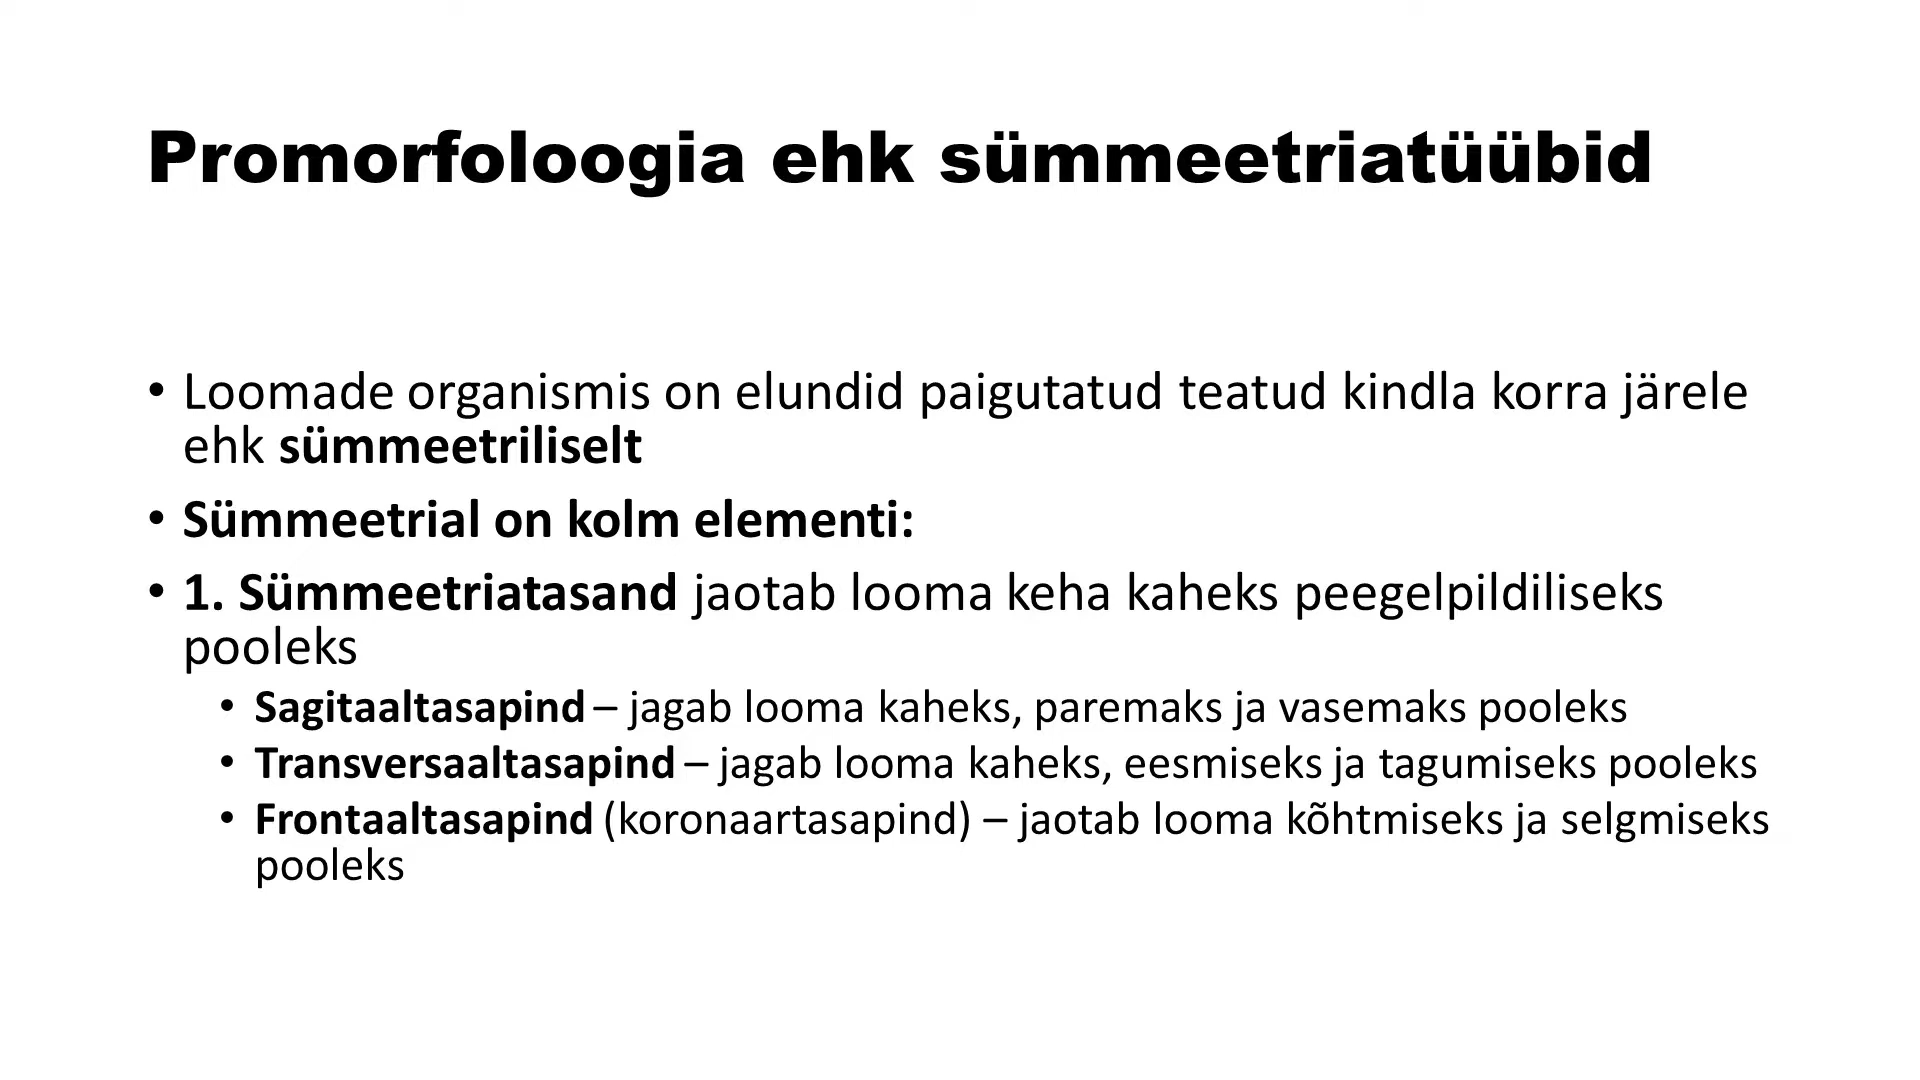 Promorfoloogia ehk sümmeetriatüübid
• Loomade organismis on elundid paigutatud teatud kindla korra järele
ehk sümmeetriliselt
• Sümmeetrial on kolm elementi:
• 1. Sümmeetriatasand jaotab looma keha kaheks peegelpildiliseks
pooleks
• Sagitaaltasapind – jagab looma kaheks, paremaks ja vasemaks pooleks
• Transversaaltasapind – jagab looma kaheks, eesmiseks ja tagumiseks pooleks
• Frontaaltasapind (koronaartasapind) – jaotab looma kõhtmiseks ja selgmiseks
pooleks